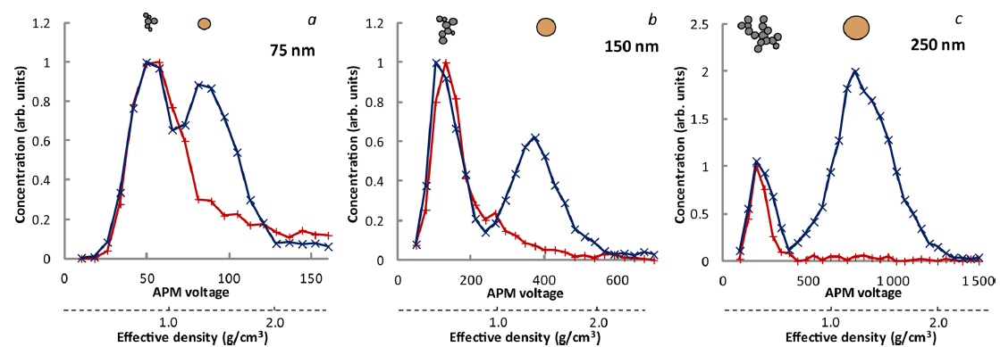 a
75 nm
Concentration (arb. units)
1.2
1
0.8
0.6
0.4
0.2
0
0 50 100 150
APM voltage
1.0 2.0
Effective density (g/cm³)
b
150 nm
Concentration (arb. units)
1.2
1
0.8
0.6
0.4
0.2
0
0 200 400 600
APM voltage
1.0 2.0
Effective density (g/cm³)
c
250 nm
Concentration (arb. units)
2.5
2
1.5
1
0.5
0
0 500 1 000 1 500
APM voltage
1.0 2.0
Effective density (g/cm³)